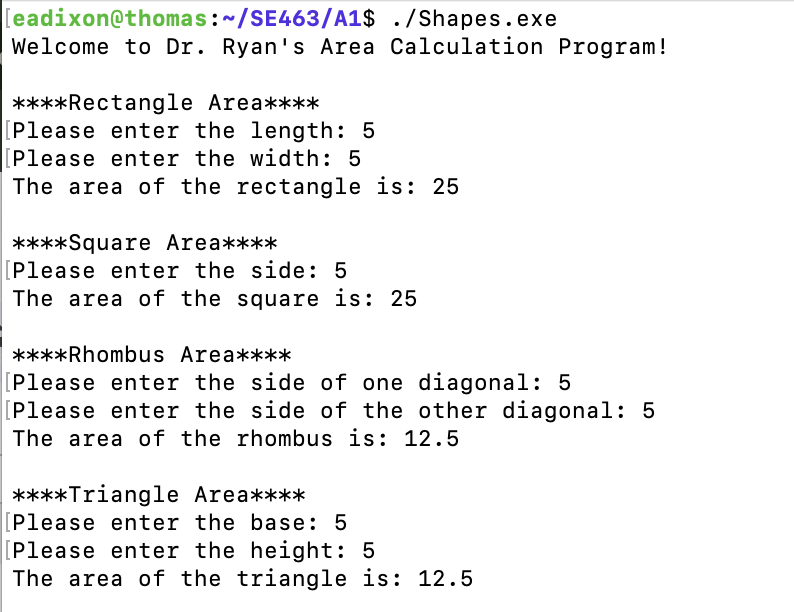 [eadixon@thomas:~/SE463/A1$ ./Shapes.exe
Welcome to Dr. Ryan's Area Calculation Program!
****Rectangle Area****
[Please enter the length: 5
[Please enter the width: 5
The area of the rectangle is: 25
****Square Area****
[Please enter the side: 5
The area of the square is: 25
****Rhombus Area****
[Please enter the side of one diagonal: 5
[Please enter the side of the other diagonal: 5
The area of the rhombus is: 12.5
****Triangle Area****
[Please enter the base: 5
[Please enter the height: 5
The area of the triangle is: 12.5